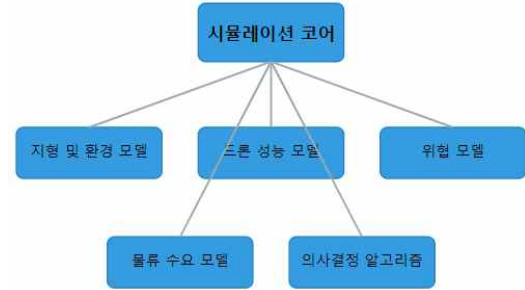 시뮬레이션 코어
지형 및 환경 모델
드론 성능 모델
위협 모델
물류 수요 모델
의사결정 알고리즘